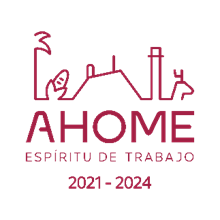 AHOME
ESPÍRITU DE TRABAJO
2021 - 2024